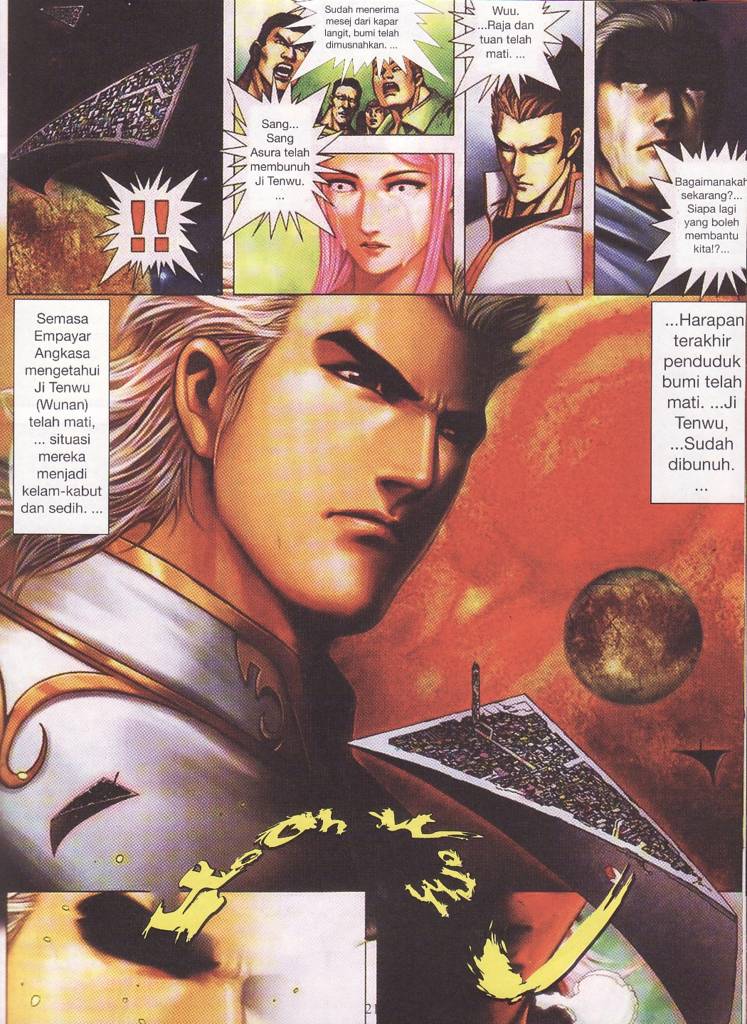 !!
Sudah menerima
mesej dari kapar
langit, bumi telah
dimusnahkan. ...
Sang...
Sang
Asura telah
membunuh
Ji Tenwu.
...
Wuu.
...Raja dan
tuan telah
mati. ...
Bagaimanakah
sekarang?...
Siapa lagi
yang boleh
membantu
kita!?...
Semasa
Empayar
Angkasa
mengetahui
Ji Tenwu
(Wunan)
telah mati,
... situasi
mereka
menjadi
kelam-kabut
dan sedih. ...
...Harapan
terakhir
penduduk
bumi telah
mati. ...Ji
Tenwu,
...Sudah
dibunuh.
...